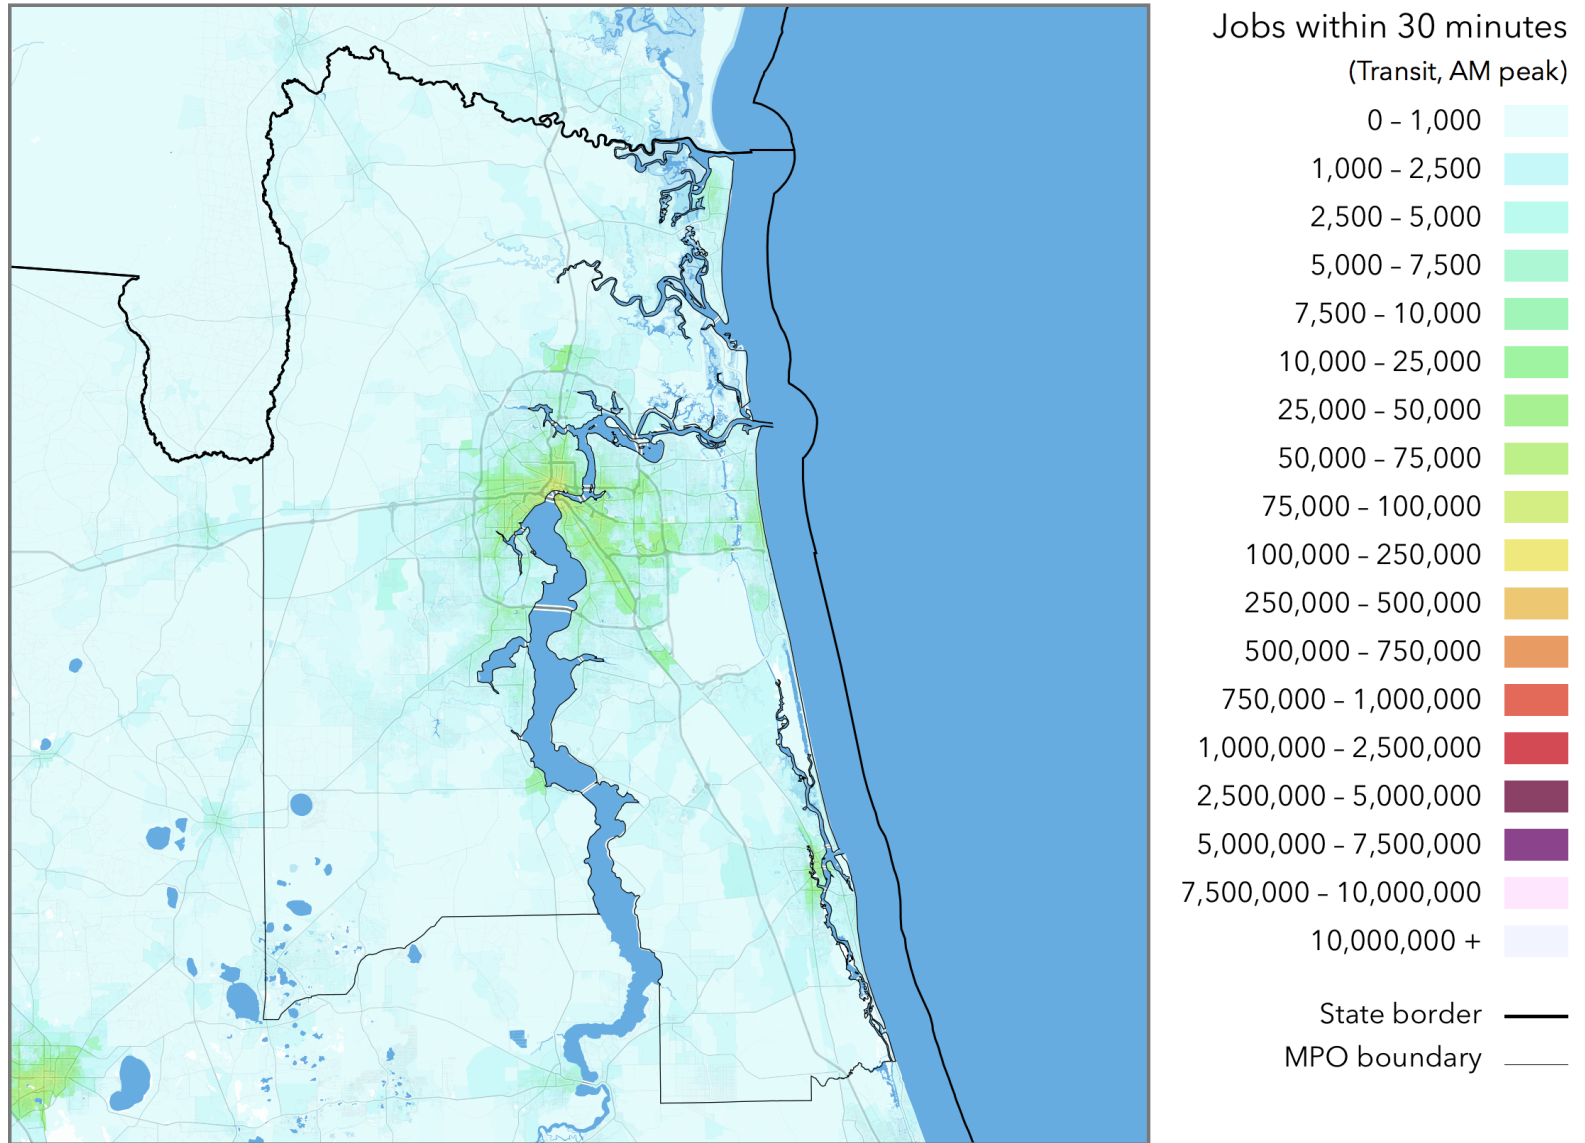 Jobs within 30 minutes
(Transit, AM peak)
0 – 1,000
1,000 – 2,500
2,500 – 5,000
5,000 – 7,500
7,500 – 10,000
10,000 – 25,000
25,000 – 50,000
50,000 – 75,000
75,000 – 100,000
100,000 – 250,000
250,000 – 500,000
500,000 – 750,000
750,000 – 1,000,000
1,000,000 – 2,500,000
2,500,000 – 5,000,000
5,000,000 – 7,500,000
7,500,000 – 10,000,000
10,000,000 +
State border
MPO boundary